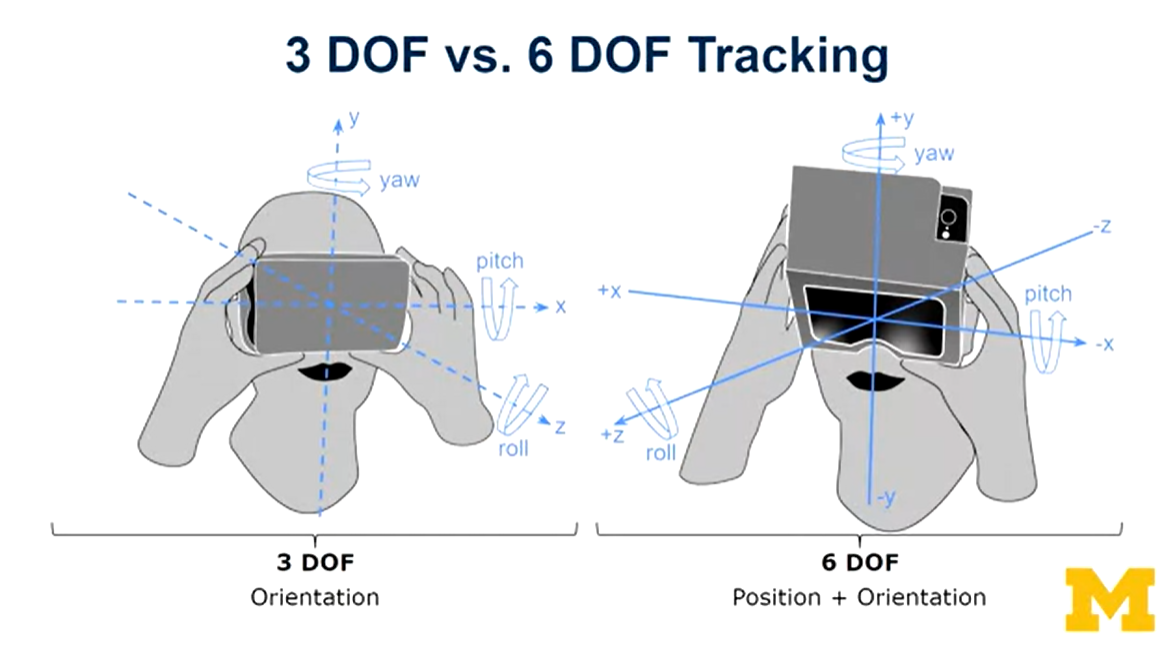 3 DOF vs. 6 DOF Tracking
y
yaw
pitch
x
z
roll
3 DOF
Orientation
+y
yaw
-z
+x
pitch
-x
+z
roll
-y
6 DOF
Position + Orientation
M